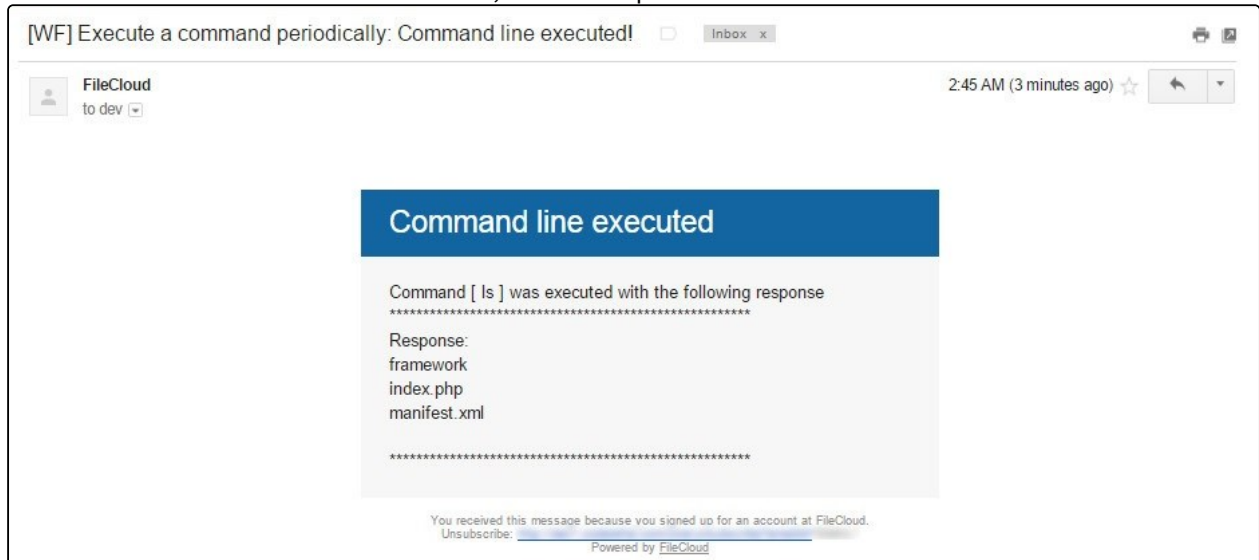 [WF] Execute a command periodically: Command line executed! Inbox x
FileCloud 2:45 AM (3 minutes ago)
to dev
Command line executed
Command [ ls ] was executed with the following response
******************************************************
Response:
framework
index.php
manifest.xml
******************************************************
You received this message because you signed up for an account at FileCloud.
Unsubscribe:
Powered by FileCloud